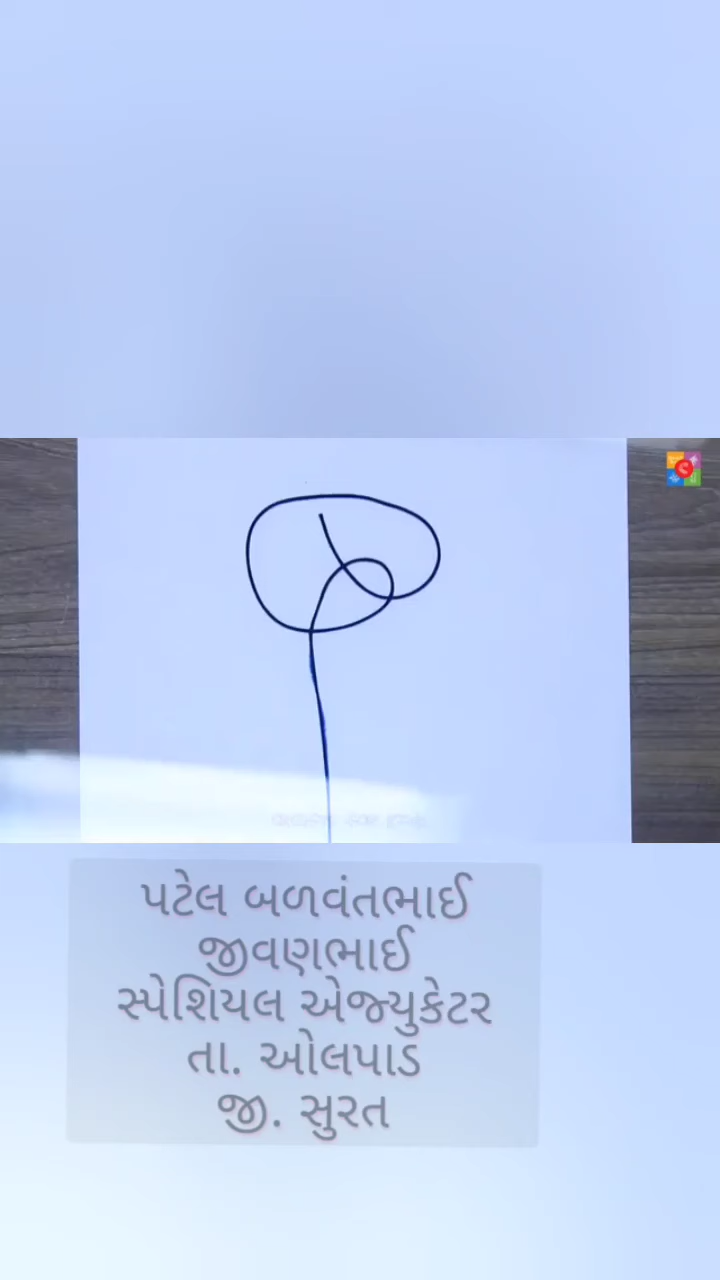 પટેલ બળવંતભાઈ
જીવણભાઈ
સ્પેશિયલ એજ્યુકેટર
તા. ઓલપાડ
જી. સુરત